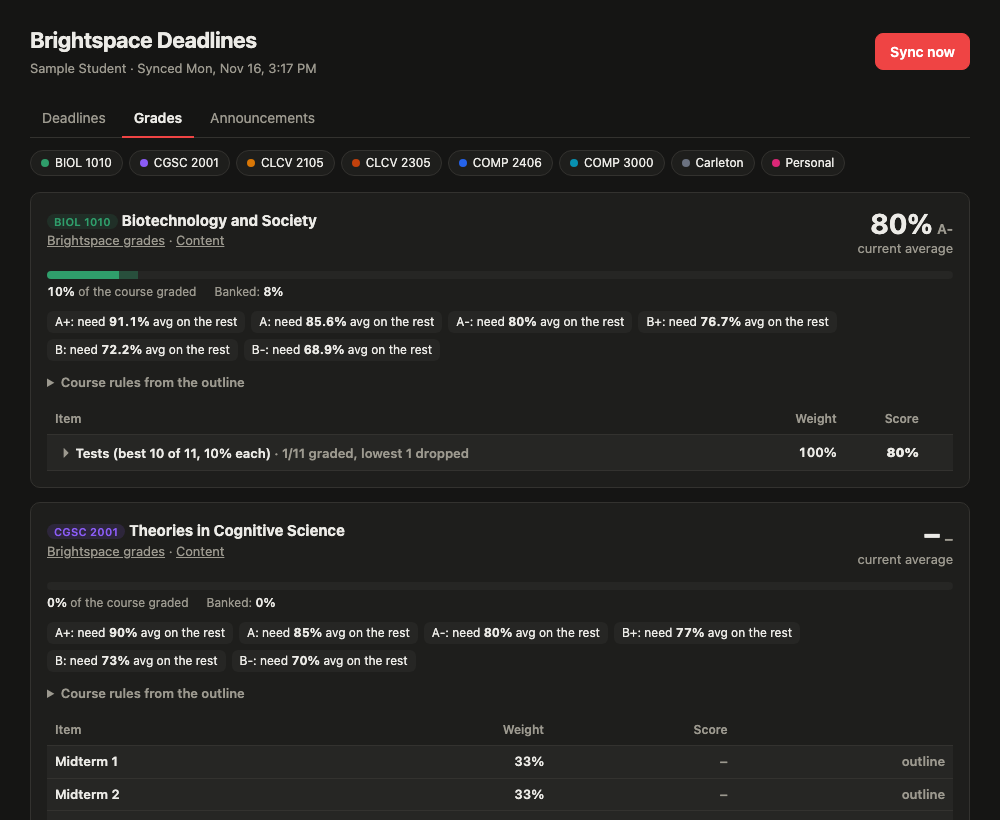 Brightspace Deadlines
Sample Student · Synced Mon, Nov 16, 3:17 PM
Sync now
Deadlines Grades Announcements
BIOL 1010 CGSC 2001 CLCV 2105 CLCV 2305 COMP 2406 COMP 3000 Carleton Personal
BIOL 1010 Biotechnology and Society
80% A-
Brightspace grades · Content
current average
10% of the course graded Banked: 8%
A+: need 91.1% avg on the rest A: need 85.6% avg on the rest A-: need 80% avg on the rest B+: need 76.7% avg on the rest
B: need 72.2% avg on the rest B-: need 68.9% avg on the rest
Course rules from the outline
Item Weight Score
Tests (best 10 of 11, 10% each) · 1/11 graded, lowest 1 dropped 100% 80%
CGSC 2001 Theories in Cognitive Science
– –
Brightspace grades · Content
current average
0% of the course graded Banked: 0%
A+: need 90% avg on the rest A: need 85% avg on the rest A-: need 80% avg on the rest B+: need 77% avg on the rest
B: need 73% avg on the rest B-: need 70% avg on the rest
Course rules from the outline
Item Weight Score
Midterm 1 33% – outline
Midterm 2 33% – outline